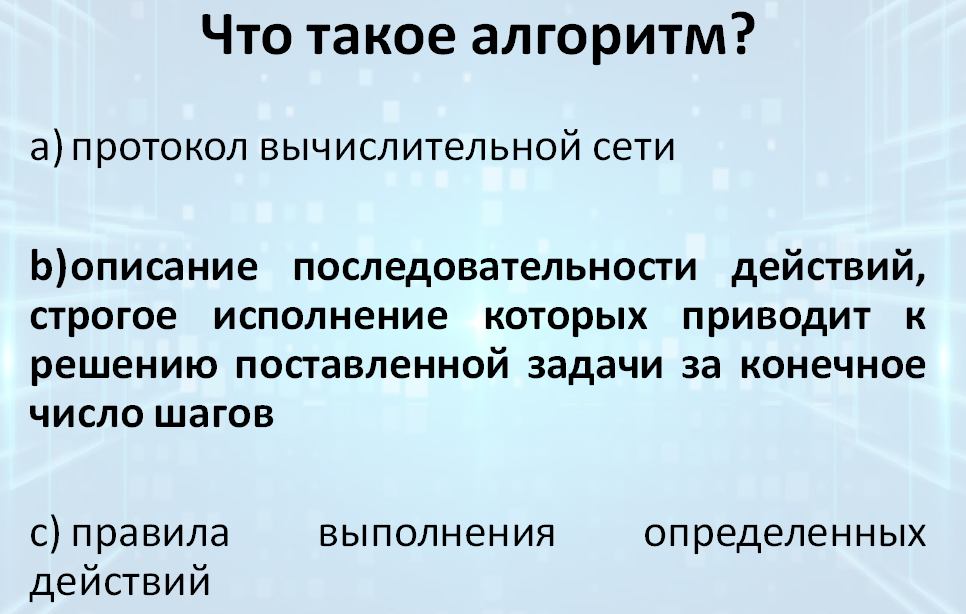 Что такое алгоритм?
a) протокол вычислительной сети
b)описание последовательности действий,
строгое исполнение которых приводит к
решению поставленной задачи за конечное
число шагов
c) правила выполнения определенных
действий